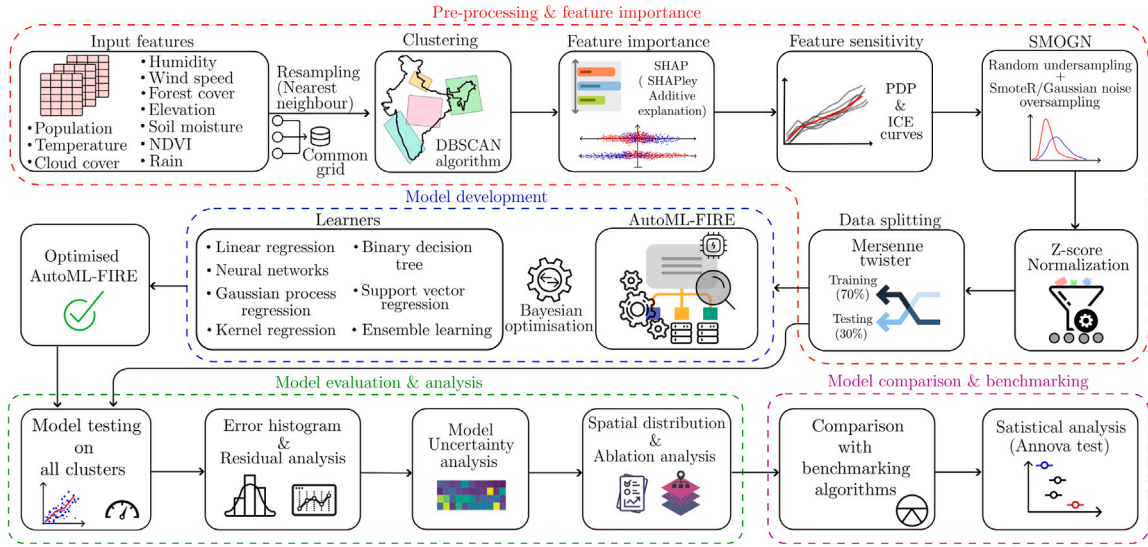 Pre-processing & feature importance
Input features
• Population
• Temperature
• Cloud cover
• Humidity
• Wind speed
• Forest cover
• Elevation
• Soil moisture
• NDVI
• Rain
Resampling
(Nearest
neighbour)
Common
grid
Clustering
DBSCAN
algorithm
Feature importance
SHAP
( SHAPley
Additive
explanation)
Feature sensitivity
PDP
&
ICE
curves
SMOGN
Random undersampling
+
SmoteR/Gaussian noise
oversampling
Z-score
Normalization
Data splitting
Mersenne
twister
Training
(70%)
Testing
(30%)
Model development
AutoML-FIRE
Bayesian
optimisation
Learners
• Linear regression
• Neural networks
• Gaussian process
regression
• Kernel regression
• Binary decision
tree
• Support vector
regression
• Ensemble learning
Optimised
AutoML-FIRE
Model evaluation & analysis
Model testing
on
all clusters
Error histogram
&
Residual analysis
Model
Uncertainty
analysis
Spatial distribution
&
Ablation analysis
Model comparison & benchmarking
Comparison
with
benchmarking
algorithms
Satistical analysis
(Annova test)